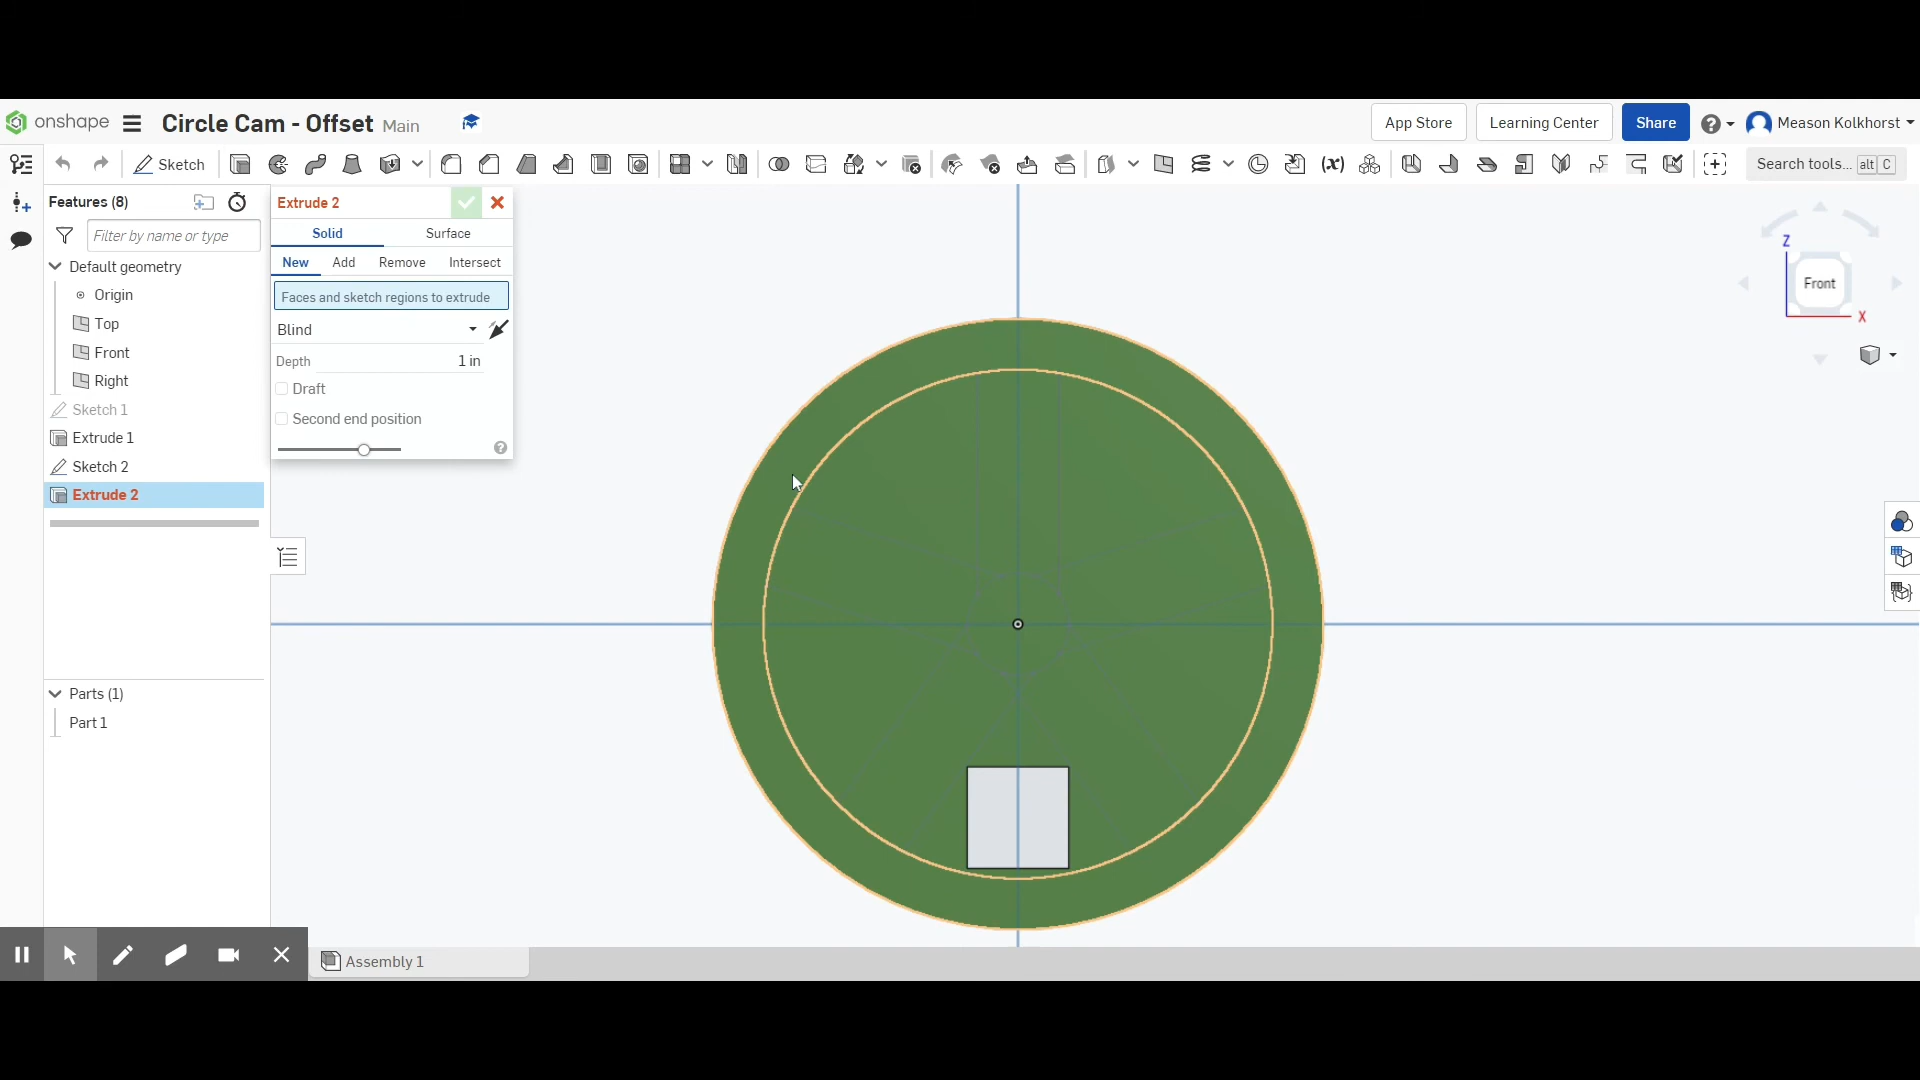 onshape Circle Cam - Offset Main App Store Learning Center Share Meason Kolkhorst
Sketch (x) Search tools... alt C
Features (8)
Filter by name or type
Default geometry
Origin
Top
Front
Right
Sketch 1
Extrude 1
Sketch 2
Extrude 2
Parts (1)
Part 1
Extrude 2
Solid Surface
New Add Remove Intersect
Faces and sketch regions to extrude
Blind
Depth 1 in
Draft
Second end position
Z
Front
X
Assembly 1